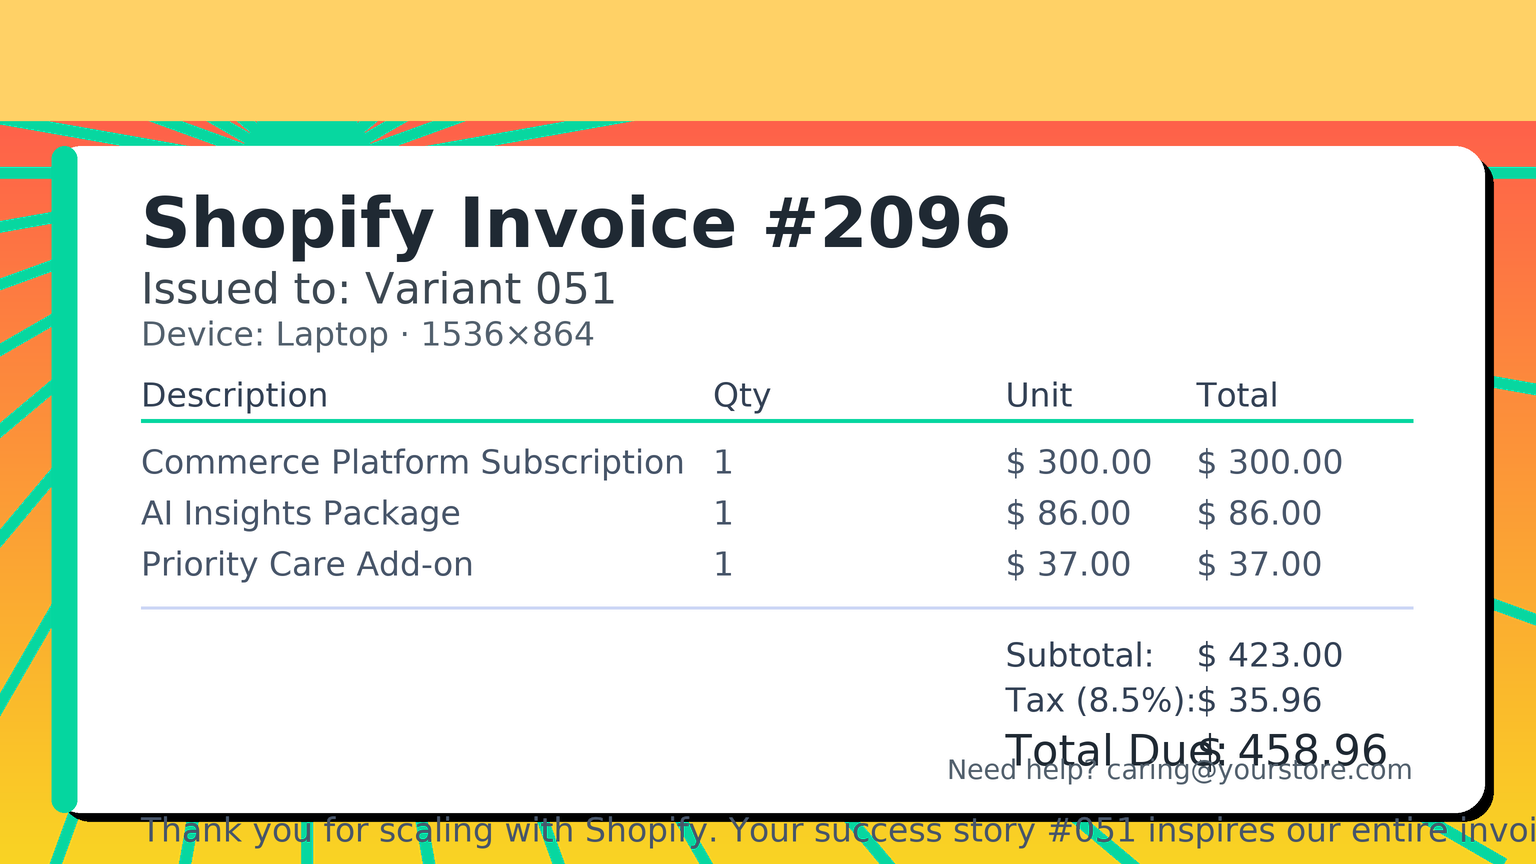 Shopify Invoice #2096
Issued to: Variant 051
Device: Laptop · 1536×864
Description Qty Unit Total
Commerce Platform Subscription 1 $ 300.00 $ 300.00
AI Insights Package 1 $ 86.00 $ 86.00
Priority Care Add-on 1 $ 37.00 $ 37.00
Subtotal: $ 423.00
Tax (8.5%): $ 35.96
Total Due: $ 458.96
Need help? caring@yourstore.com
Thank you for scaling with Shopify. Your success story #051 inspires our entire